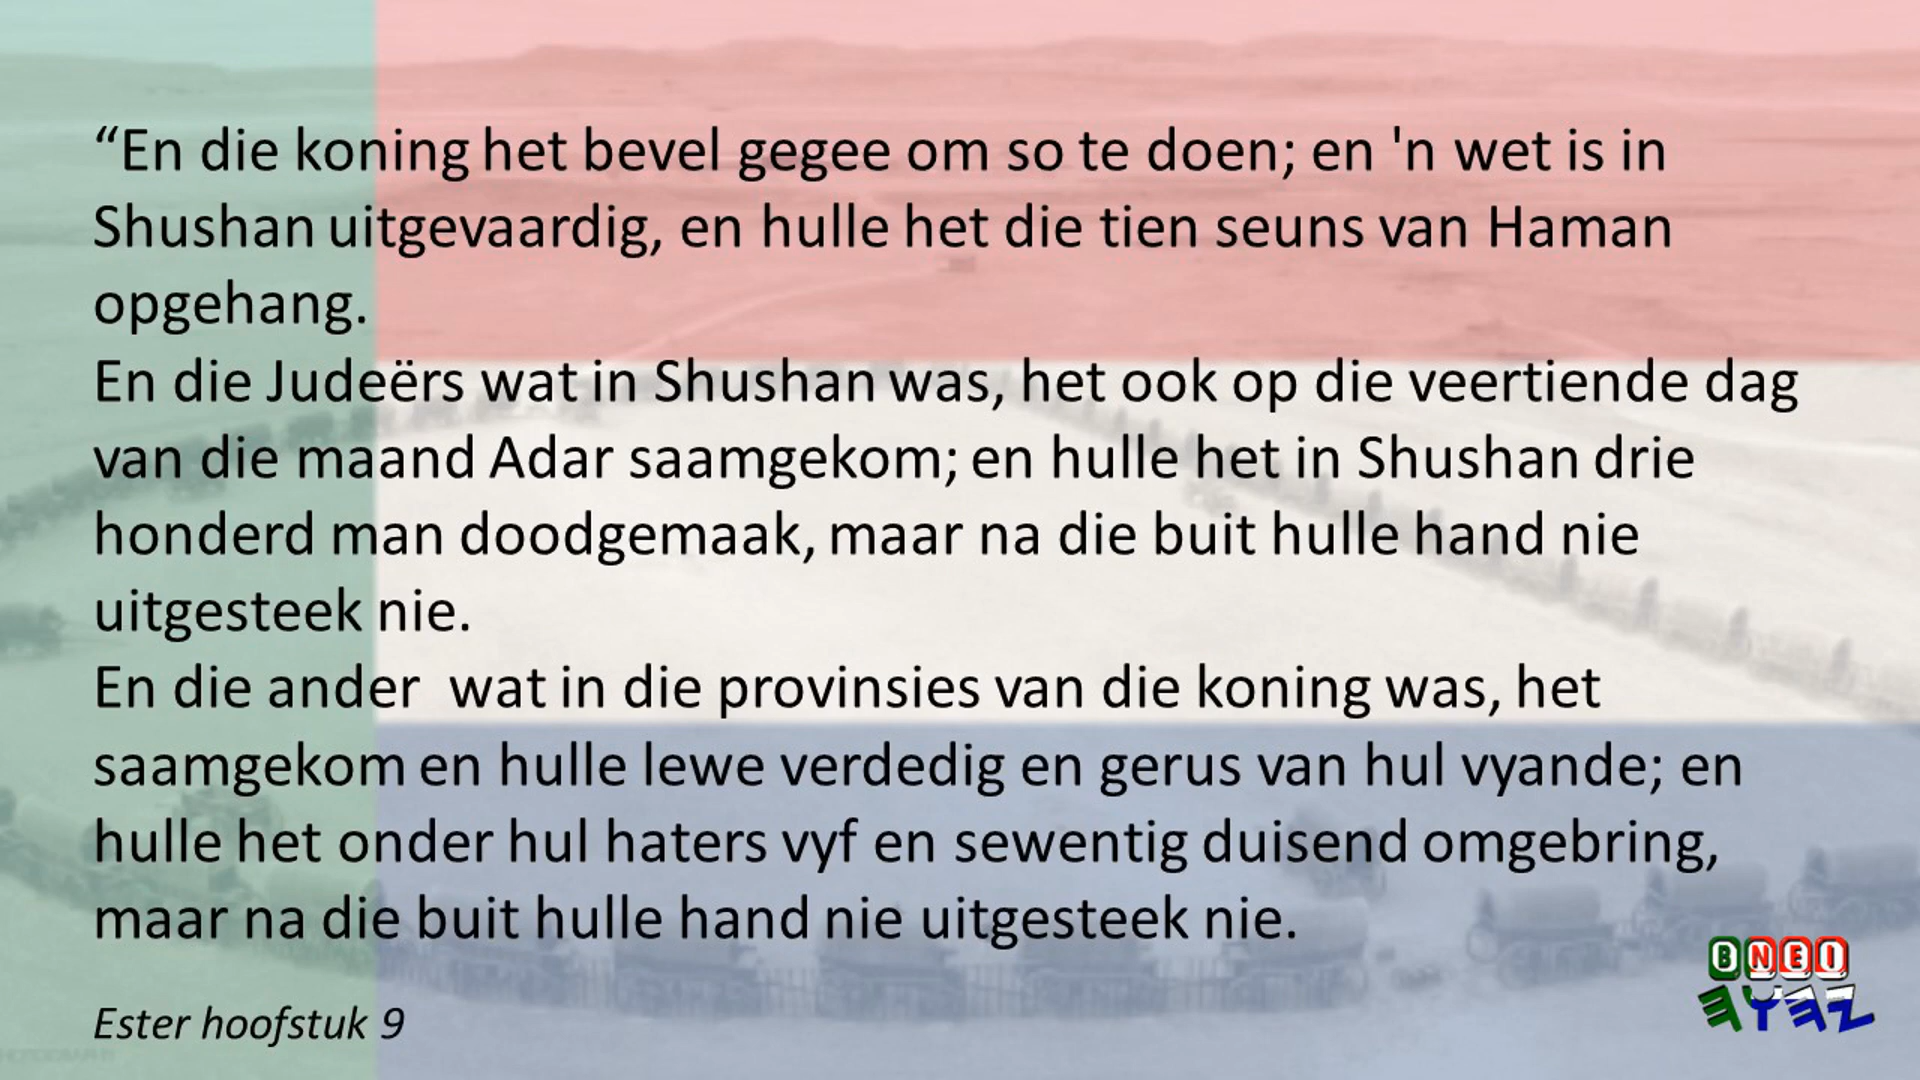 “En die koning het bevel gegee om so te doen; en 'n wet is in
Shushan uitgevaardig, en hulle het die tien seuns van Haman
opgehang.
En die Judeërs wat in Shushan was, het ook op die veertiende dag
van die maand Adar saamgekom; en hulle het in Shushan drie
honderd man doodgemaak, maar na die buit hulle hand nie
uitgesteek nie.
En die ander  wat in die provinsies van die koning was, het
saamgekom en hulle lewe verdedig en gerus van hul vyande; en
hulle het onder hul haters vyf en sewentig duisend omgebring,
maar na die buit hulle hand nie uitgesteek nie.
Ester hoofstuk 9
BNEI